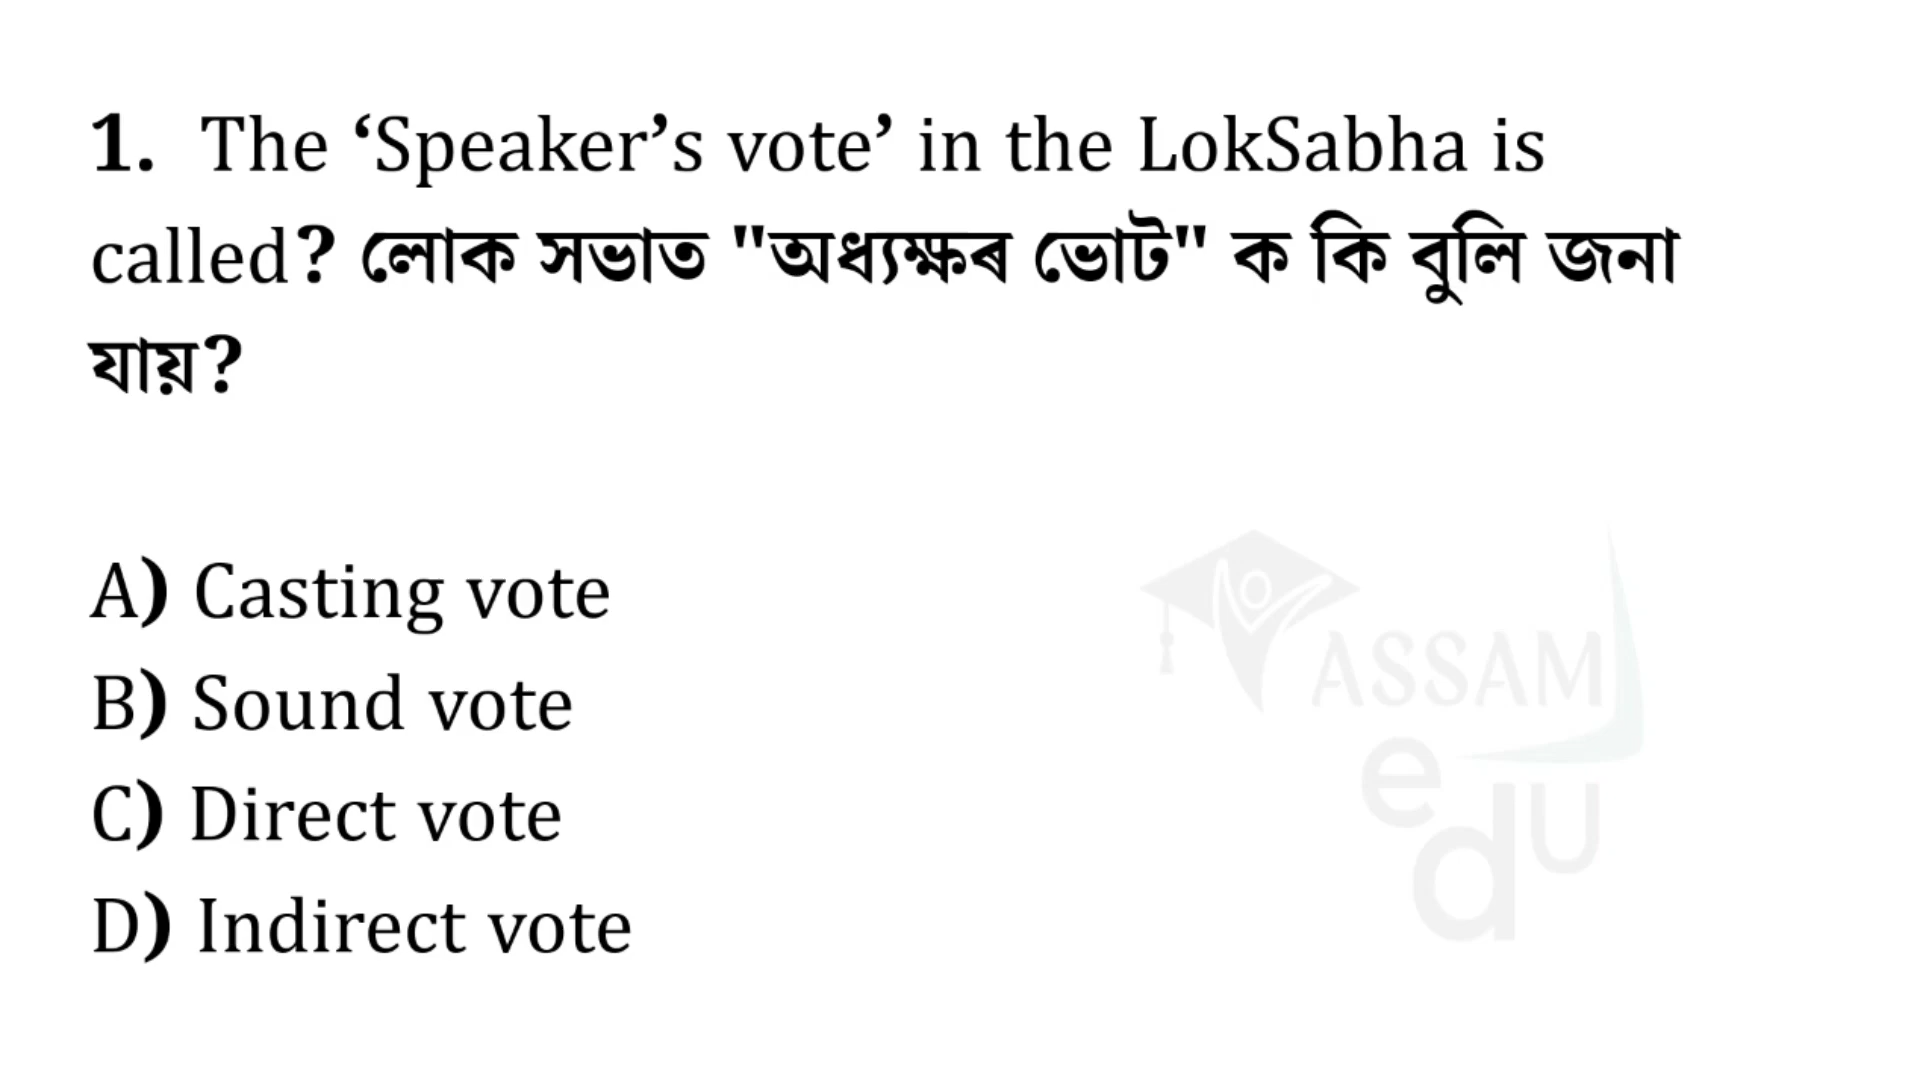 1. The ‘Speaker’s vote’ in the LokSabha is
called? লোক সভাত "অধ্যক্ষৰ ভোট" ক কি বুলি জনা
যায়?
A) Casting vote
B) Sound vote
C) Direct vote
D) Indirect vote
ASSAM
edU